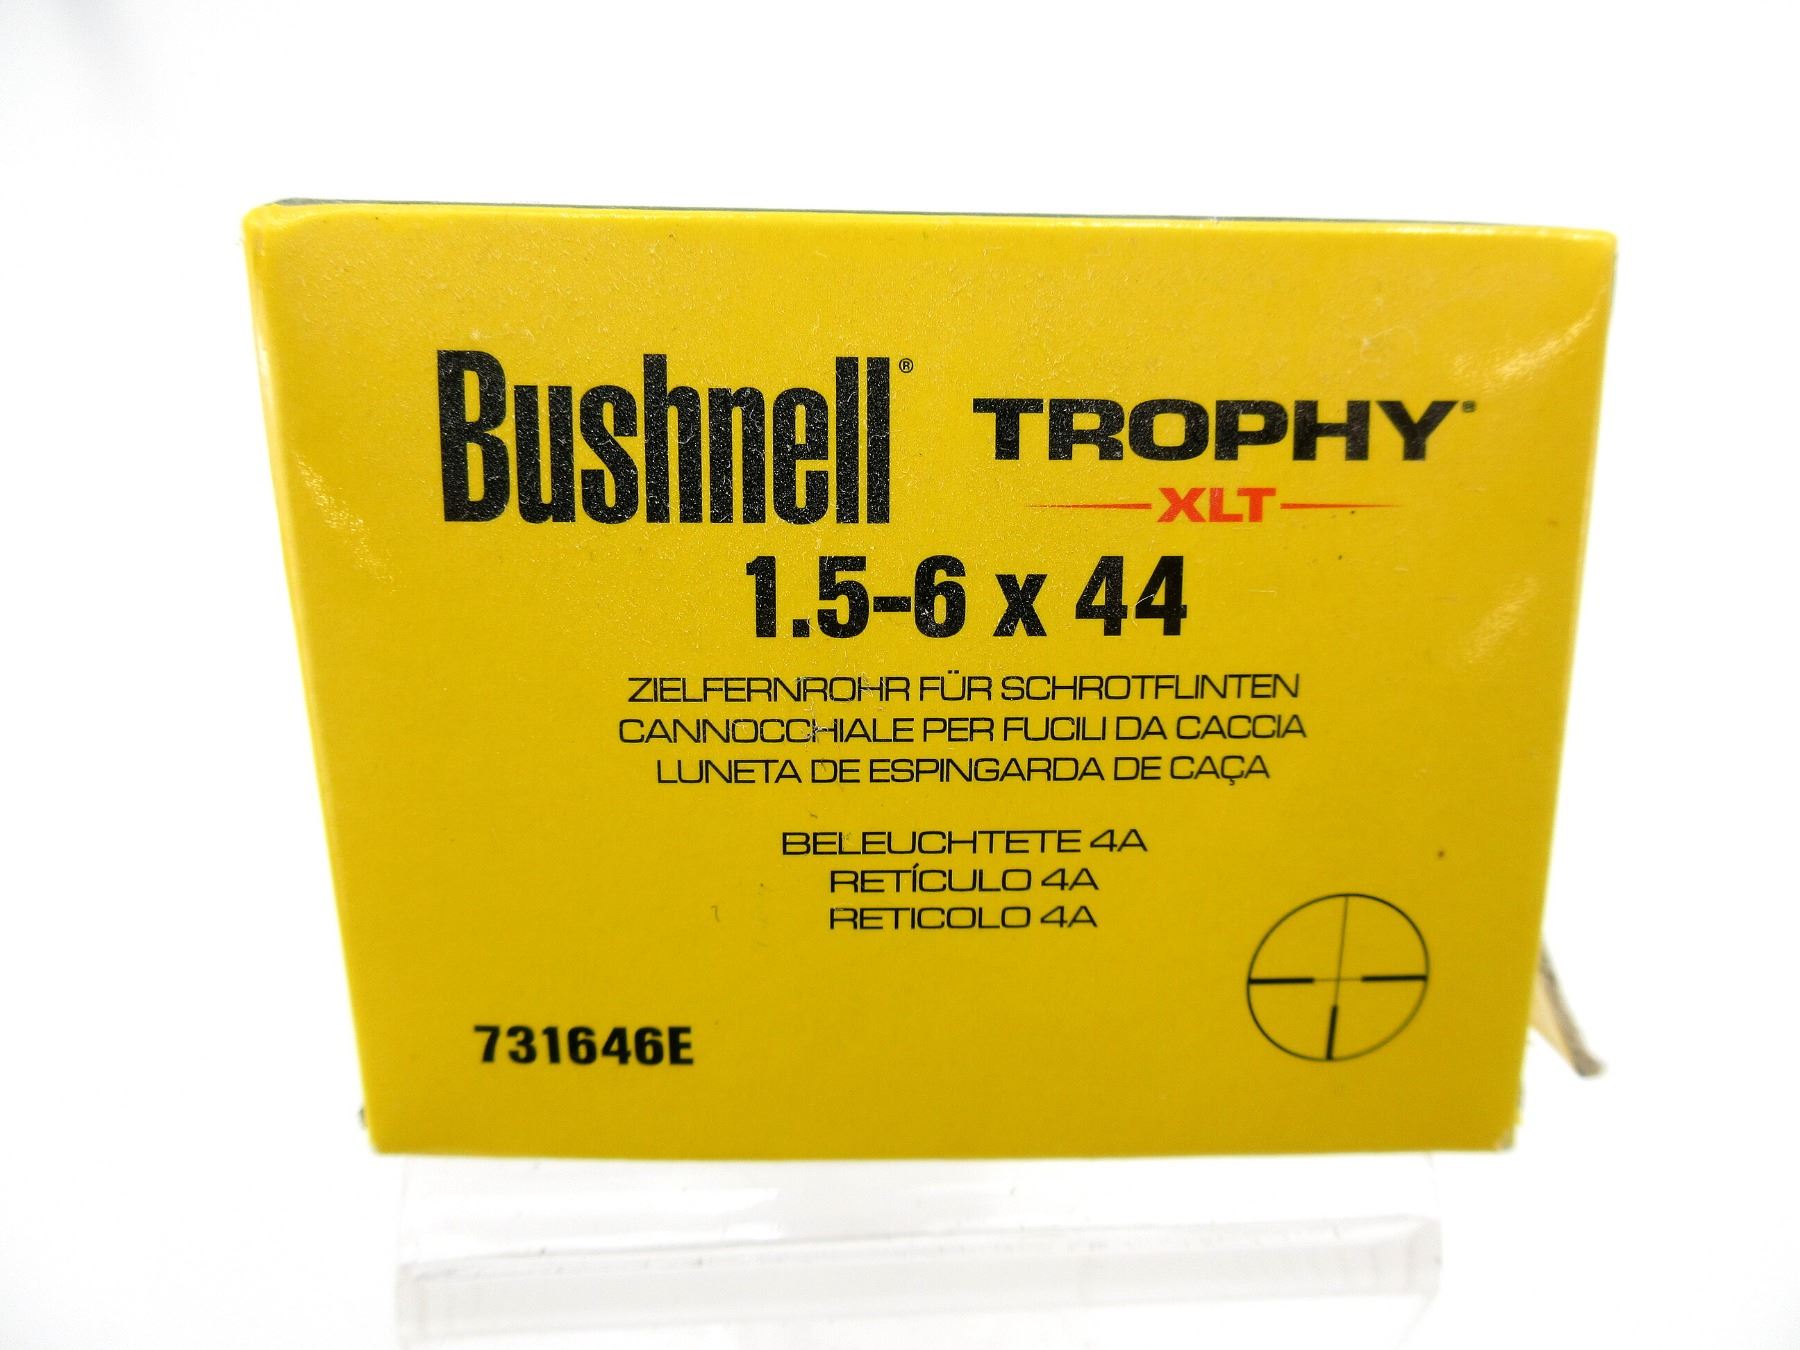 Bushnell® TROPHY®
XLT
1.5-6 x 44
ZIELFERNROHR FÜR SCHROTFLINTEN
CANNOCCHIALE PER FUCILI DA CACCIA
LUNETA DE ESPINGARDA DE CAÇA
BELEUCHTETE 4A
RETÍCULO 4A
RETICOLO 4A
731646E